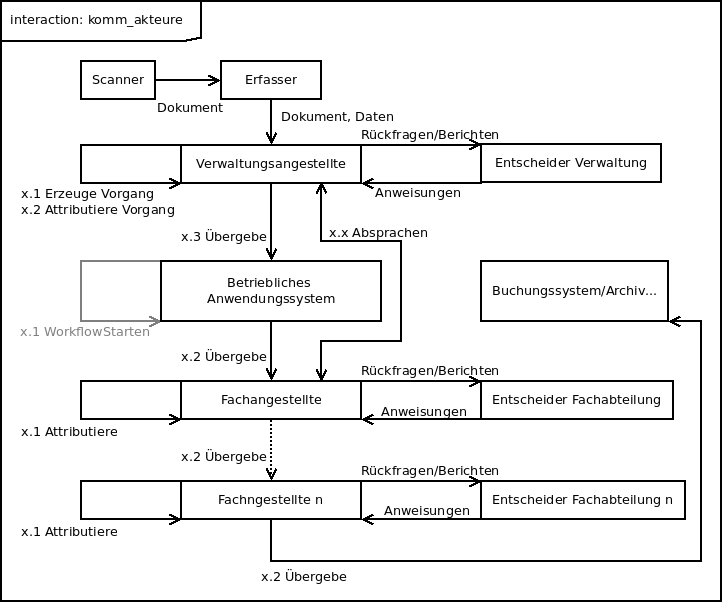 interaction: komm_akteure
Scanner
Erfasser
Dokument
Dokument, Daten
Rückfragen/Berichten
Verwaltungsangestellte
Entscheider Verwaltung
Anweisungen
x.1 Erzeuge Vorgang
x.2 Attributiere Vorgang
x.3 Übergebe
x.x Absprachen
Betriebliches
Anwendungssystem
Buchungssystem/Archiv...
x.1 WorkflowStarten
x.2 Übergebe
Rückfragen/Berichten
Fachangestellte
Entscheider Fachabteilung
Anweisungen
x.1 Attributiere
x.2 Übergebe
Rückfragen/Berichten
Fachngestellte n
Entscheider Fachabteilung n
Anweisungen
x.1 Attributiere
x.2 Übergebe